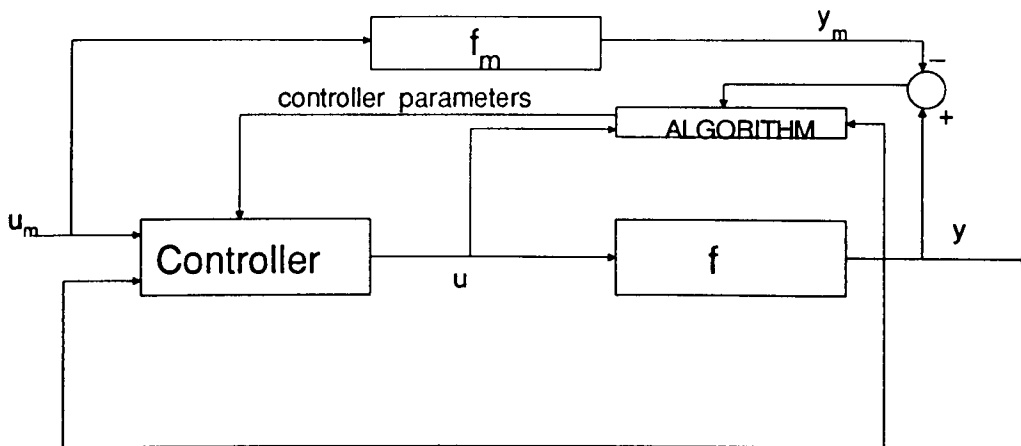 y_m
f_m
−
controller parameters
ALGORITHM
+
u_m
Controller
u
f
y